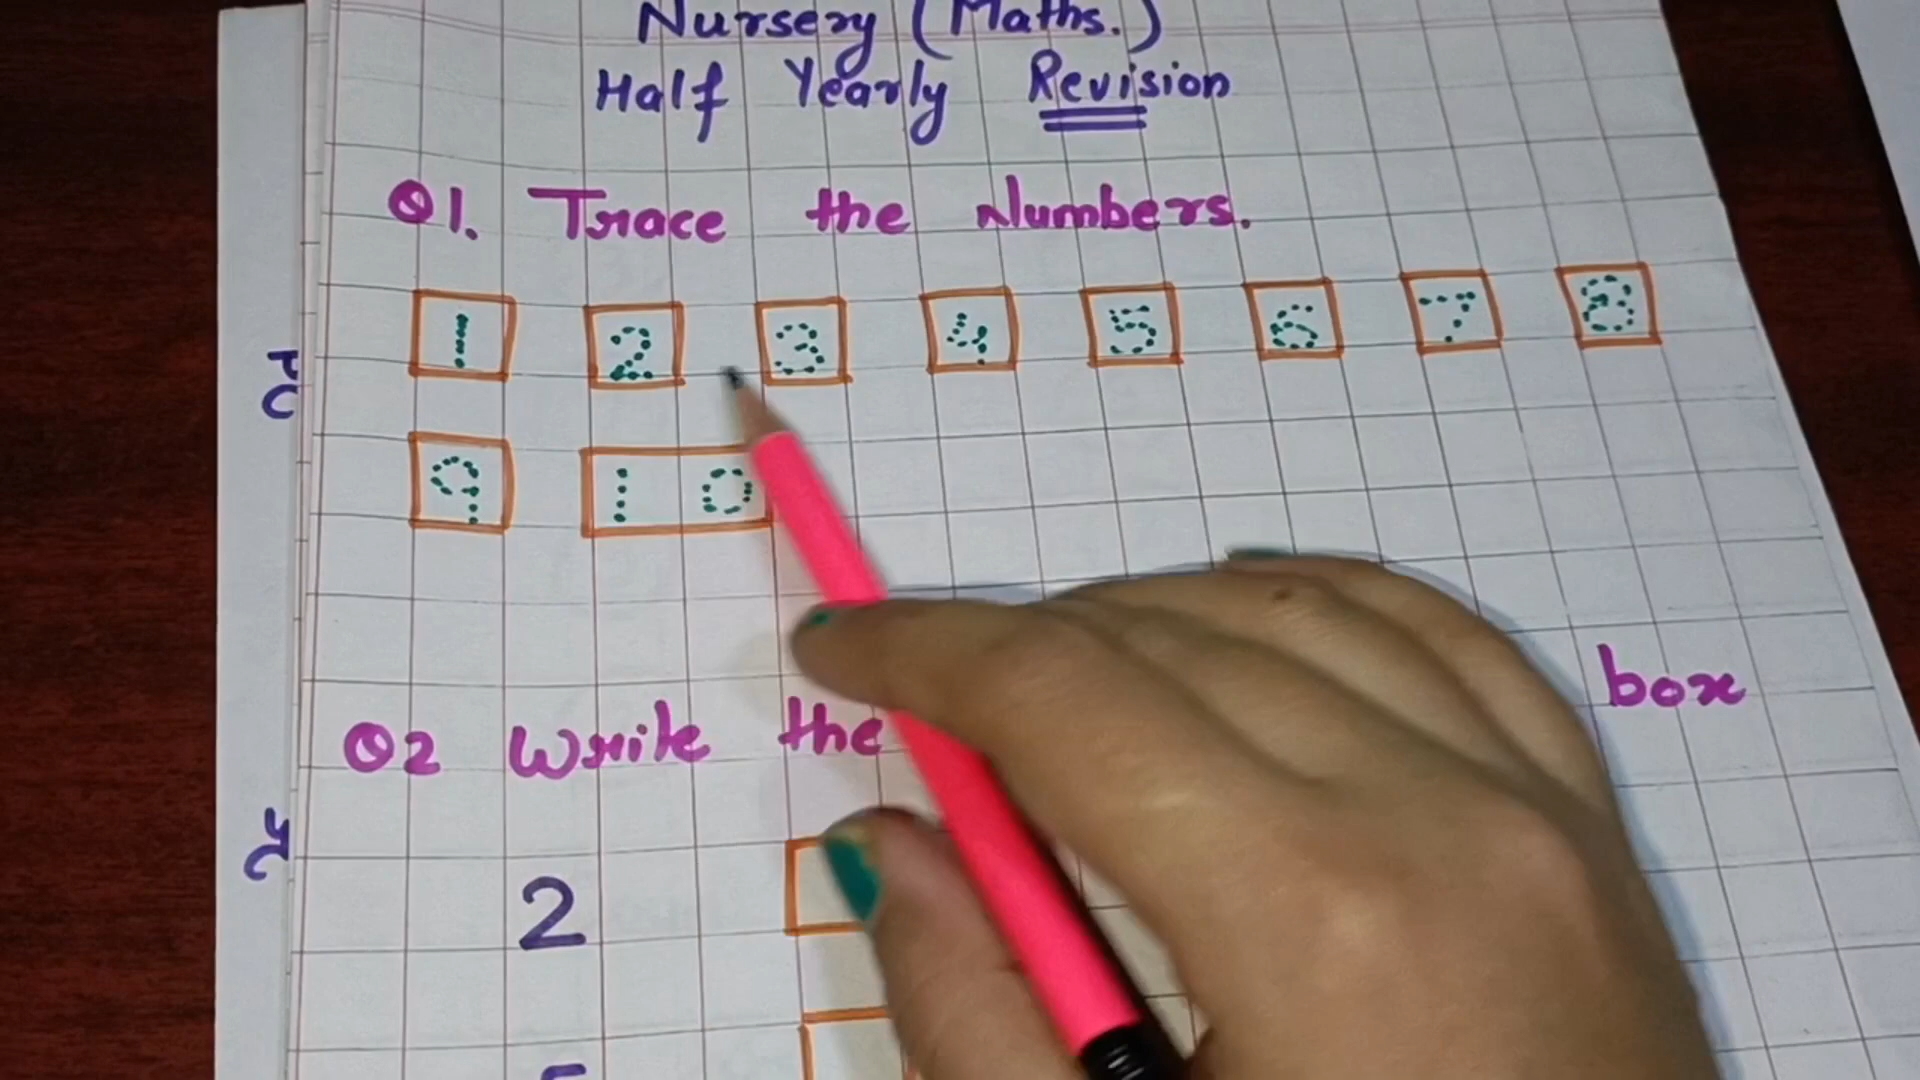 Nursery (Maths.)
Half Yearly Revision
Q1. Trace the Numbers.
1 2 3 4 5 6 7 8
9 10
Q2 Write the box
2